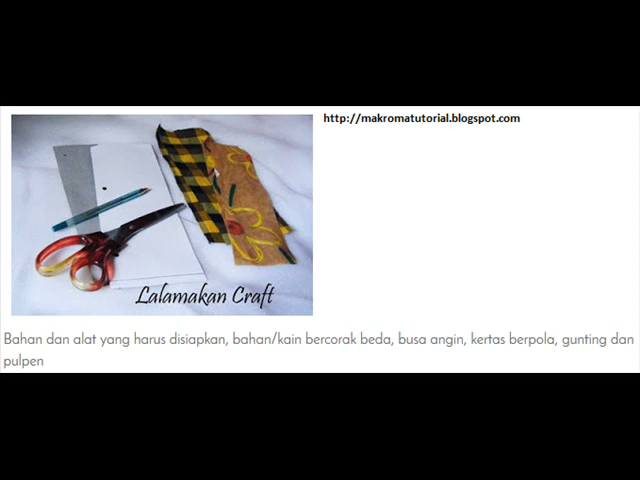 http://makromatutorial.blogspot.com
Lalamakan Craft
Bahan dan alat yang harus disiapkan, bahan/kain bercorak beda, busa angin, kertas berpola, gunting dan
pulpen